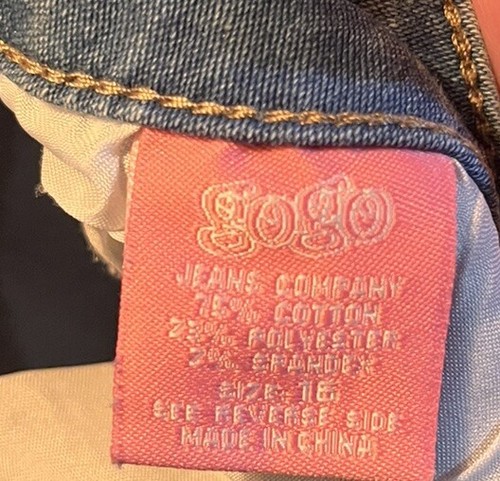 gogo
JEANS COMPANY
75% COTTON
23% POLYESTER
2% SPANDEX
SIZE: 16
SEE REVERSE SIDE
MADE IN CHINA